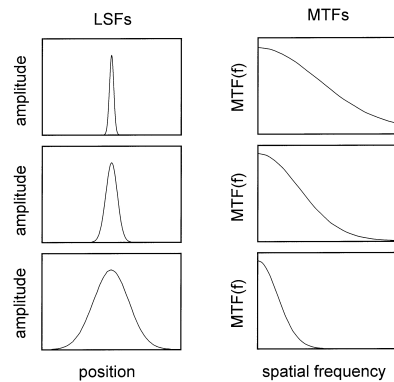 LSFs
MTFs
amplitude
MTF(f)
amplitude
MTF(f)
amplitude
MTF(f)
position
spatial frequency